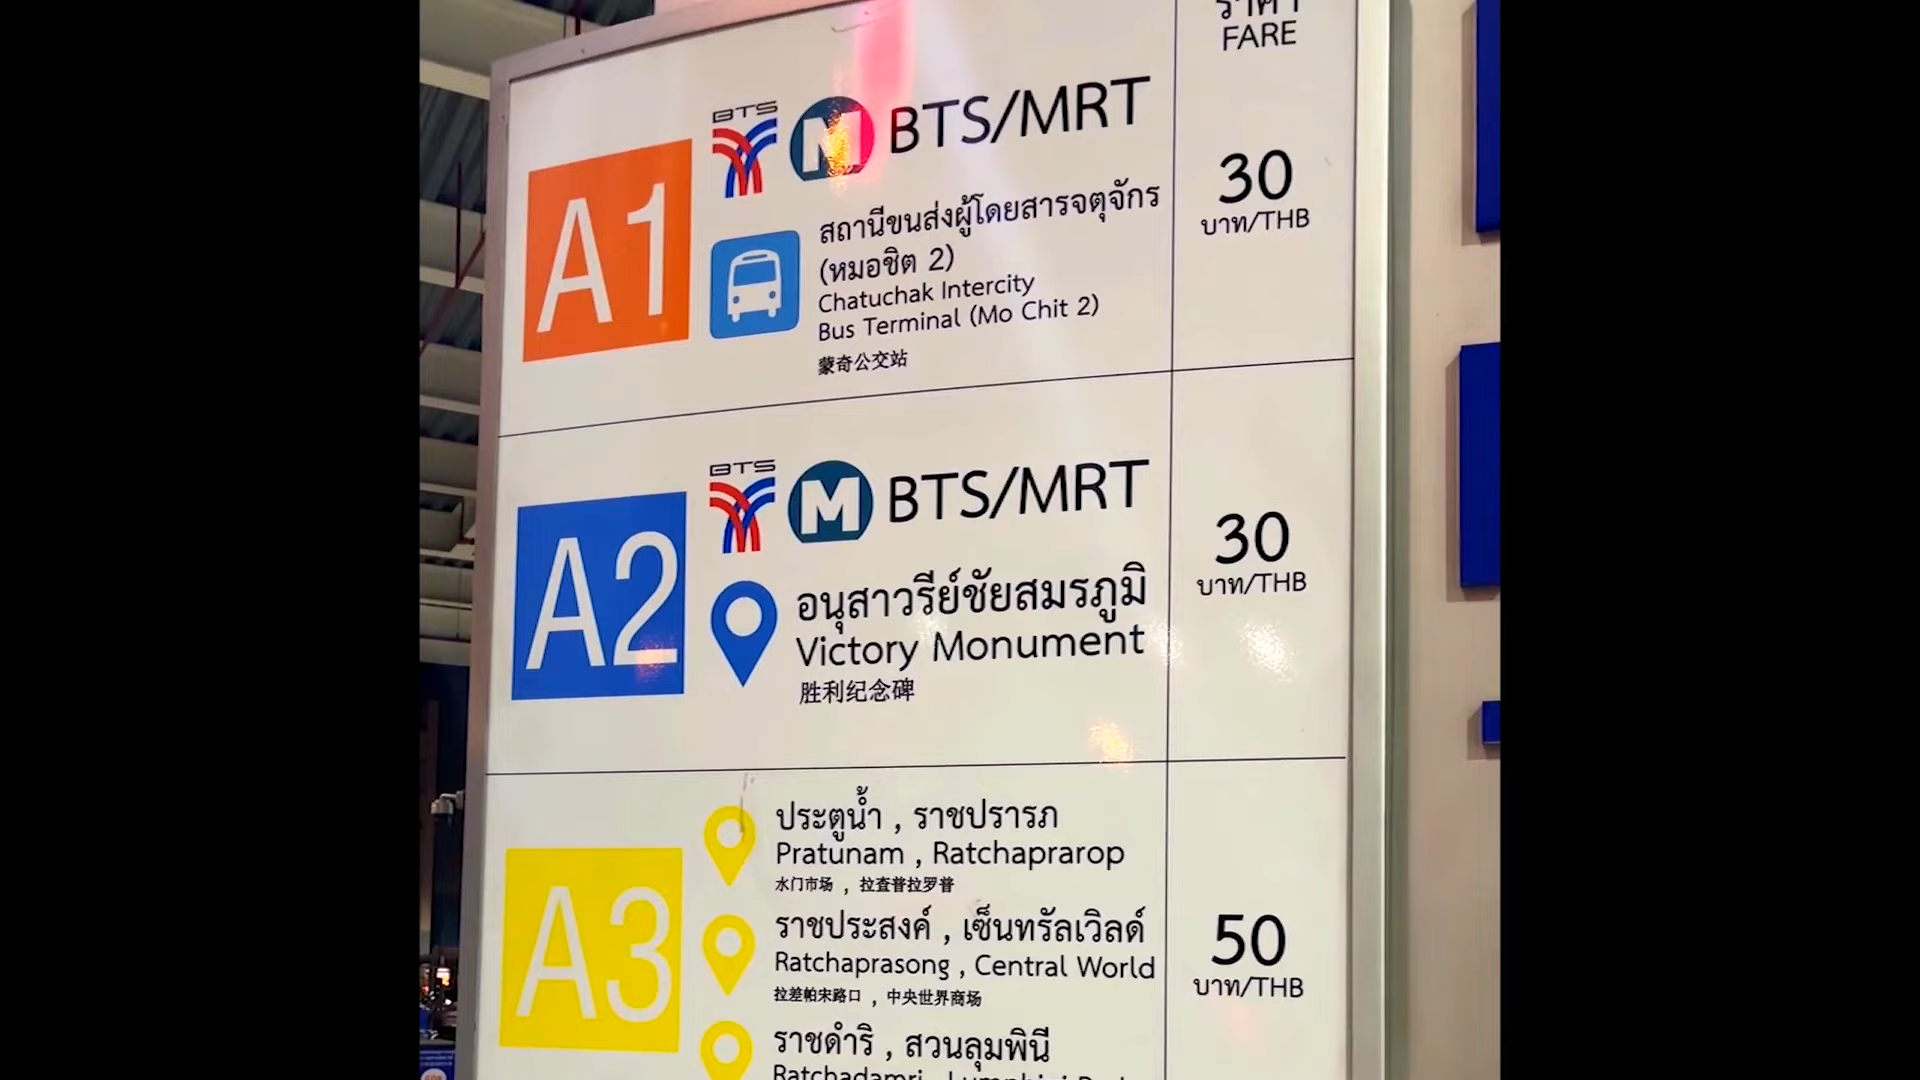 ราคา
FARE
A1
BTS
M
BTS/MRT
สถานีขนส่งผู้โดยสารจตุจักร
(หมอชิต 2)
Chatuchak Intercity
Bus Terminal (Mo Chit 2)
蒙奇公交站
30
บาท/THB
A2
BTS
M
BTS/MRT
อนุสาวรีย์ชัยสมรภูมิ
Victory Monument
胜利纪念碑
30
บาท/THB
A3
ประตูน้ำ , ราชปรารภ
Pratunam , Ratchaprarop
水门市场 , 拉查普拉罗普
ราชประสงค์ , เซ็นทรัลเวิลด์
Ratchaprasong , Central World
拉差帕宋路口 , 中央世界商场
ราชดำริ , สวนลุมพินี
Ratchadamri , Lumphini Park
50
บาท/THB